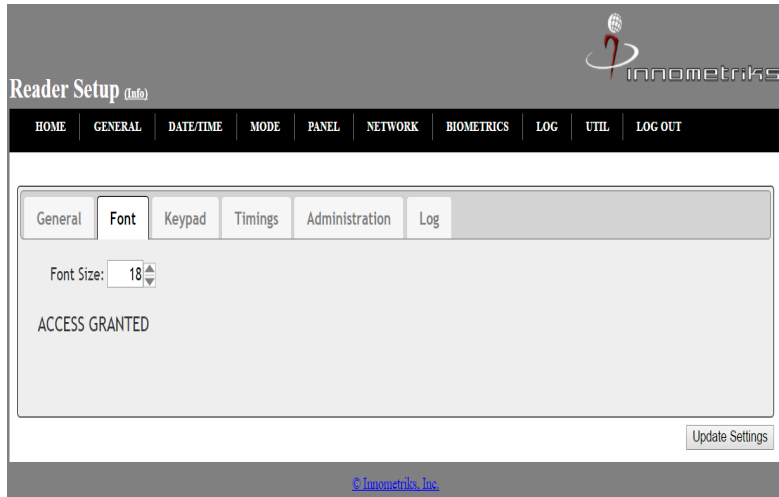 innometriks
Reader Setup (Info)
HOME GENERAL DATE/TIME MODE PANEL NETWORK BIOMETRICS LOG UTIL LOG OUT
General Font Keypad Timings Administration Log
Font Size: 18
ACCESS GRANTED
Update Settings
© Innometriks, Inc.